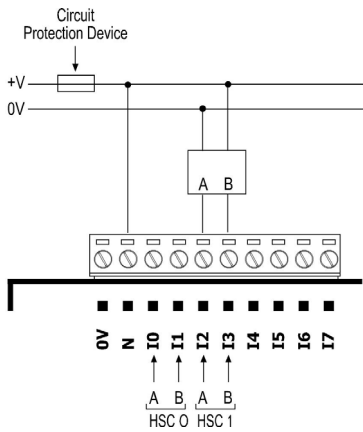 Circuit
Protection Device
+V
0V
A B
0V N I0 I1 I2 I3 I4 I5 I6 I7
A B A B
HSC 0 HSC 1